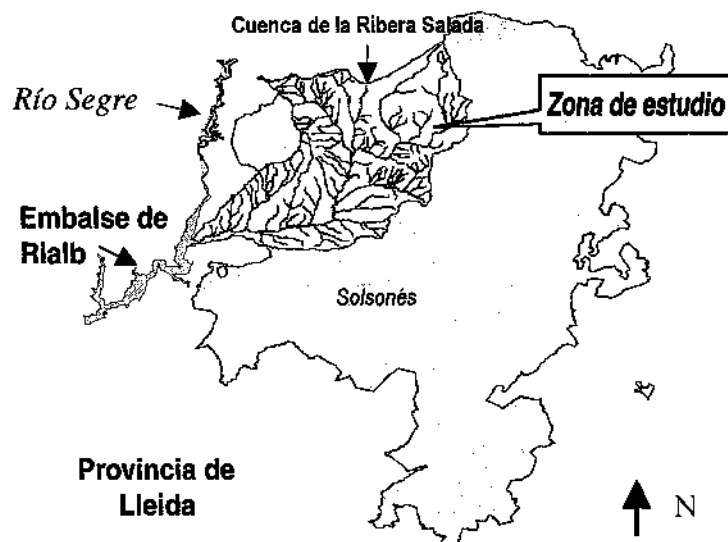 Cuenca de la Ribera Salada
Río Segre
Zona de estudio
Embalse de
Rialb
Solsonés
Provincia de
Lleida
N